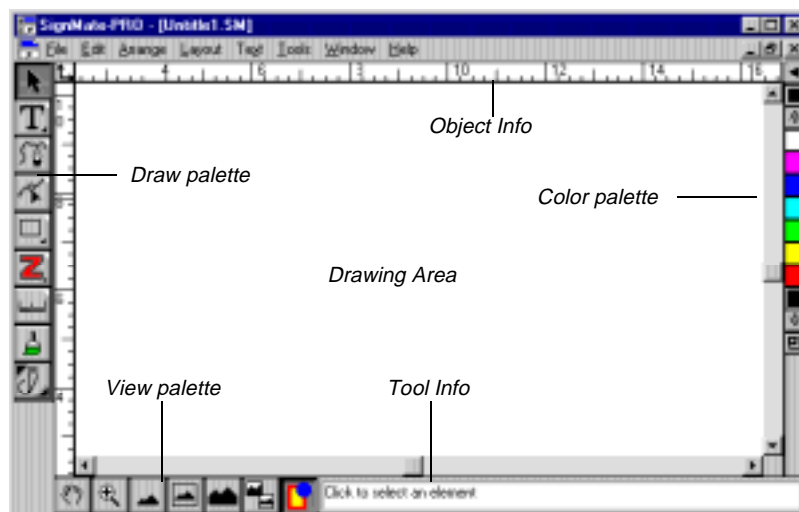 SignMate-PRO - [Untitle1.SM]
File Edit Arrange Layout Text Tools Window Help
4 6 8 10 12 14 16
Object Info
Draw palette
Color palette
Drawing Area
View palette
Tool Info
Click to select an element